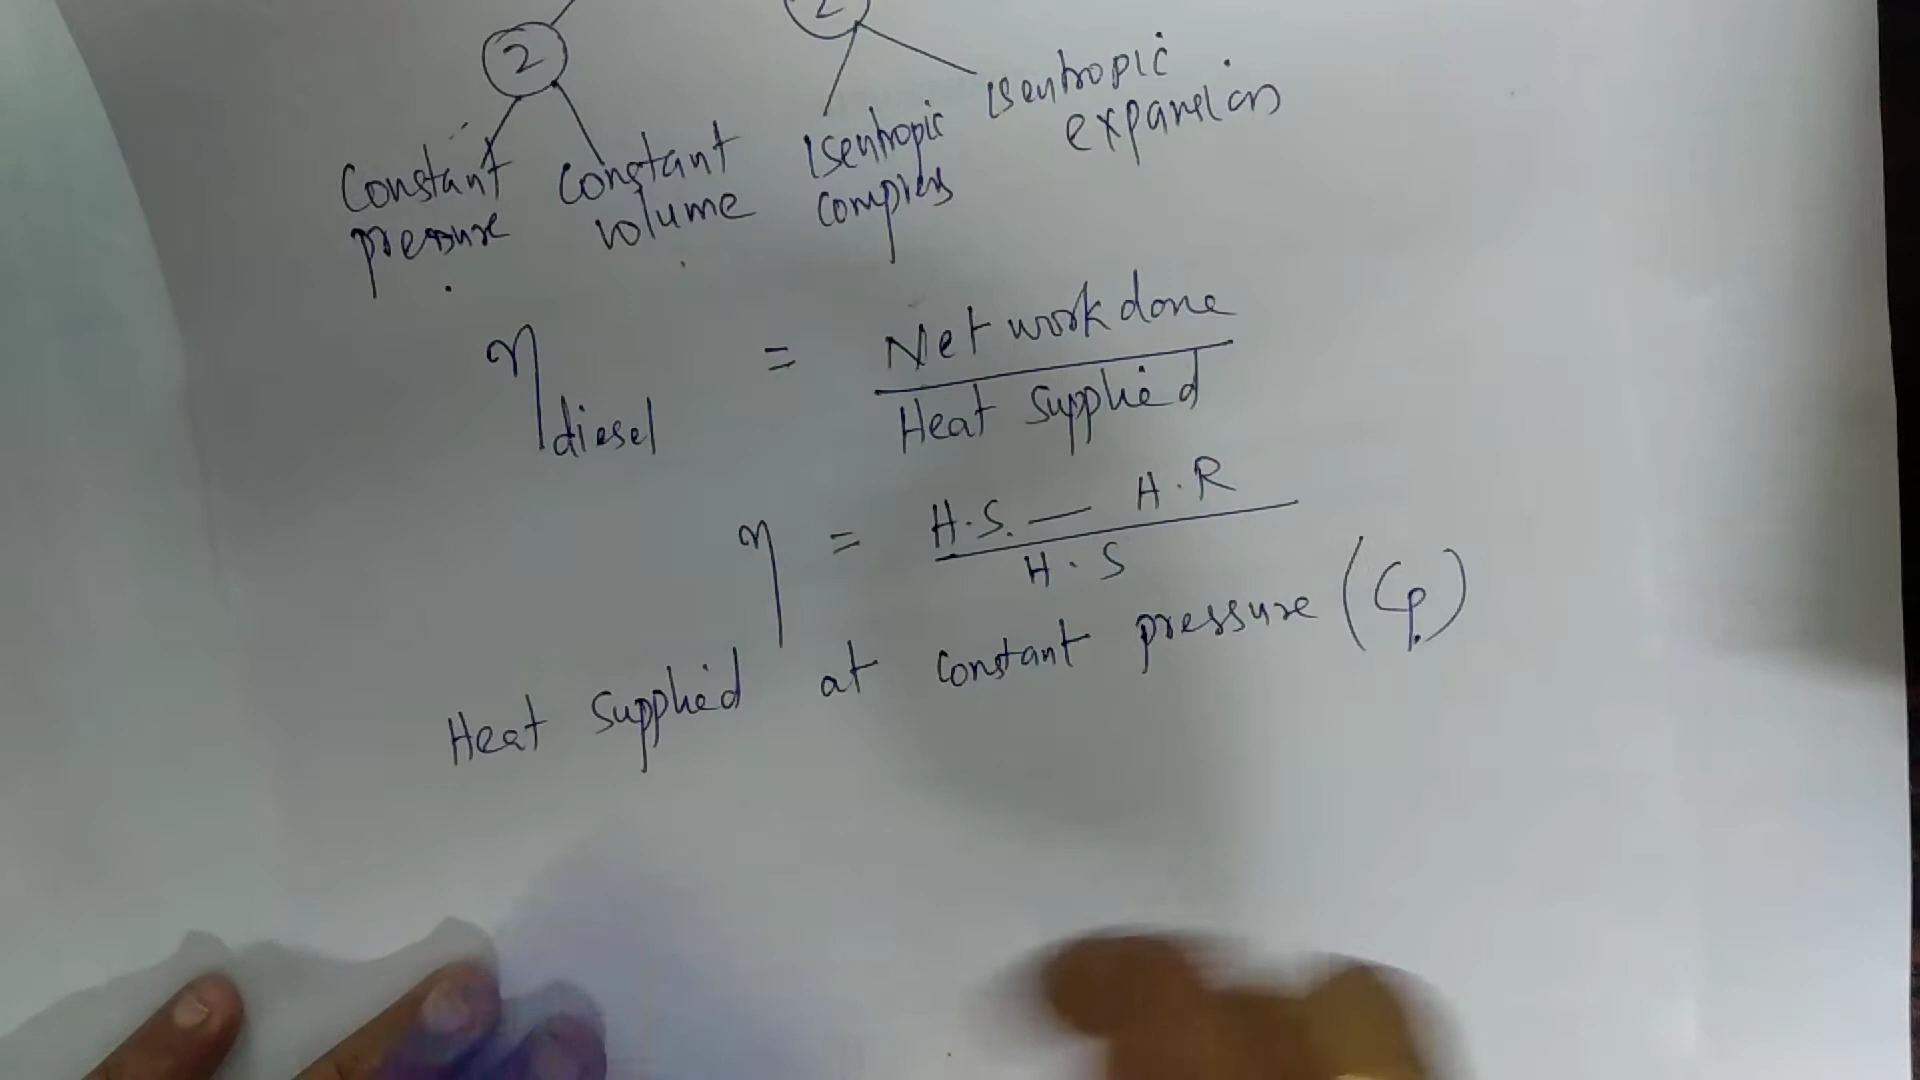 2 2
Constant constant Isentropic Isentropic
pressure volume compress expansion
η diesel = Net work done
Heat supplied
η = H.S. — H.R
H.S
Heat supplied at constant pressure (Cp)